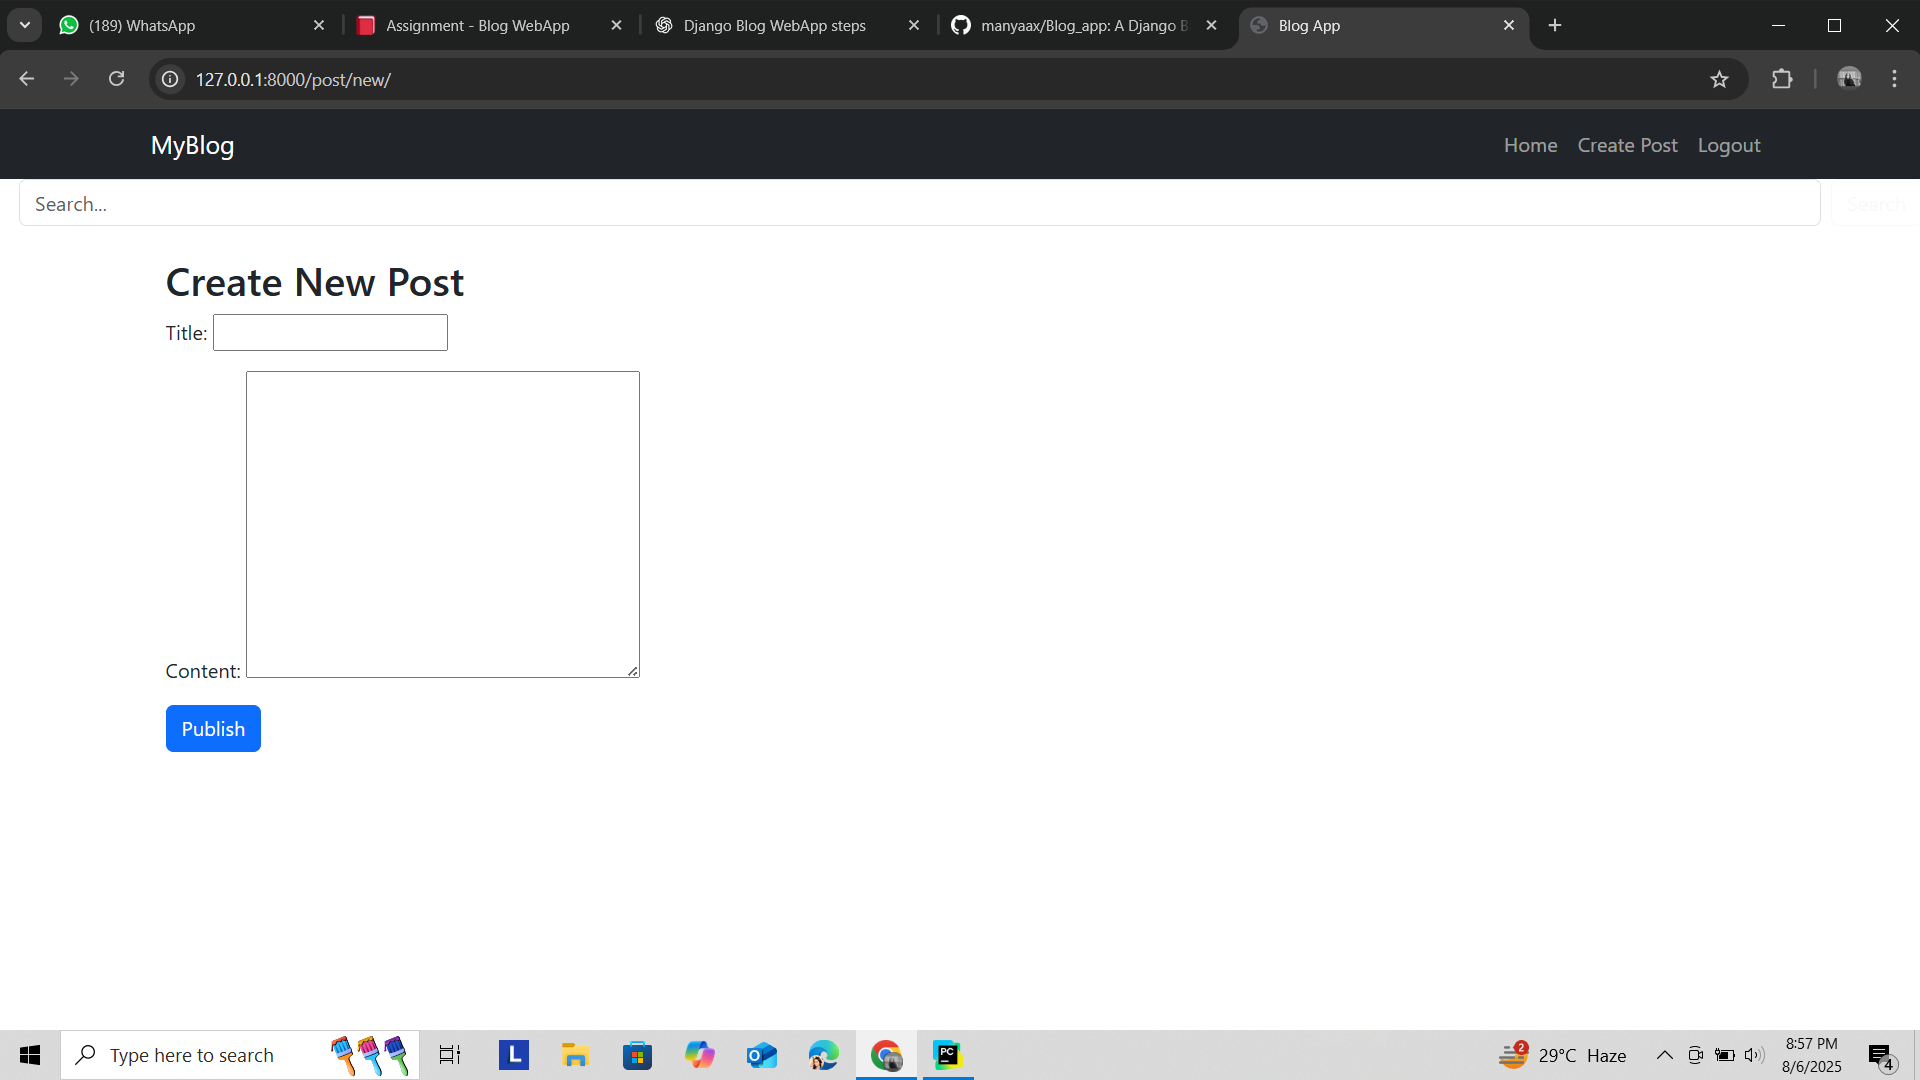 (189) WhatsApp
Assignment - Blog WebApp
Django Blog WebApp steps
manyaax/Blog_app: A Django B
Blog App
127.0.0.1:8000/post/new/
MyBlog
Home
Create Post
Logout
Search...
Search
Create New Post
Title:
Content:
Publish
Type here to search
L
O
PC
2
29°C Haze
8:57 PM
8/6/2025
4